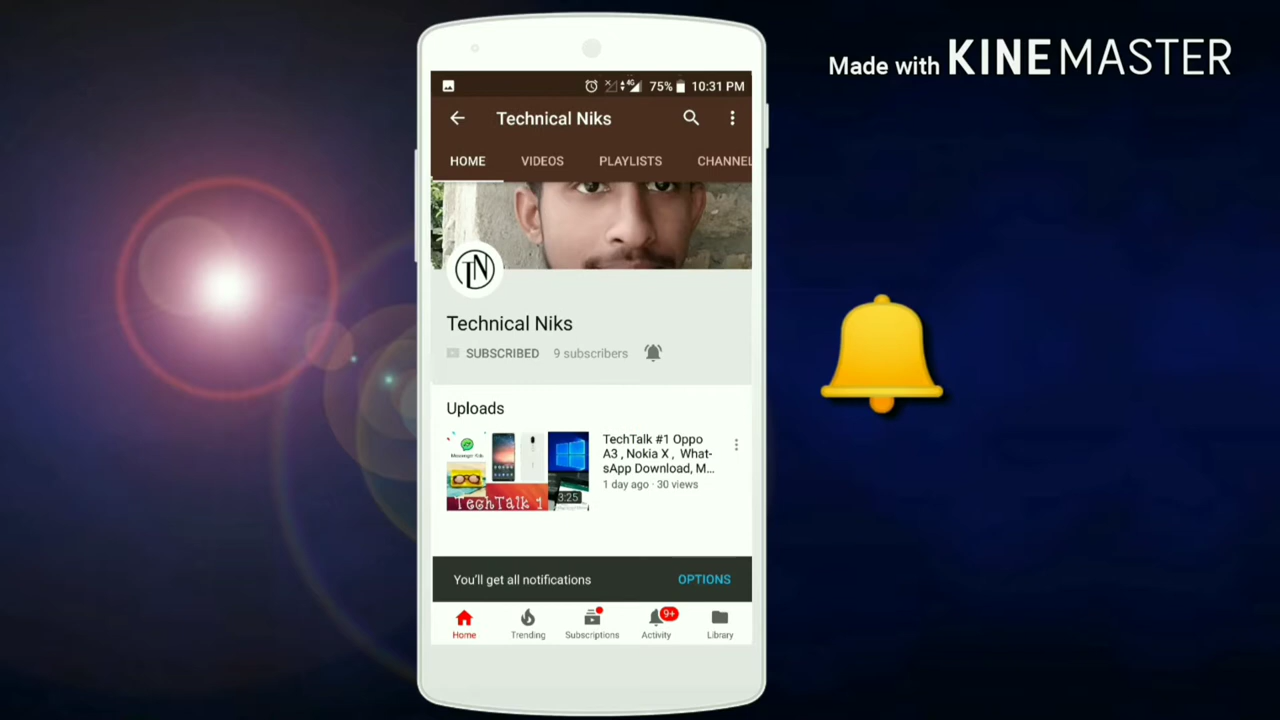 Made with KINEMASTER
4G 75% 10:31 PM
Technical Niks
HOME VIDEOS PLAYLISTS CHANNEL
TN
Technical Niks
SUBSCRIBED 9 subscribers
Uploads
TechTalk #1 Oppo
A3 , Nokia X , What-
sApp Download, M...
1 day ago · 30 views
3:25
TechTalk 1
You'll get all notifications OPTIONS
9+
Home Trending Subscriptions Activity Library